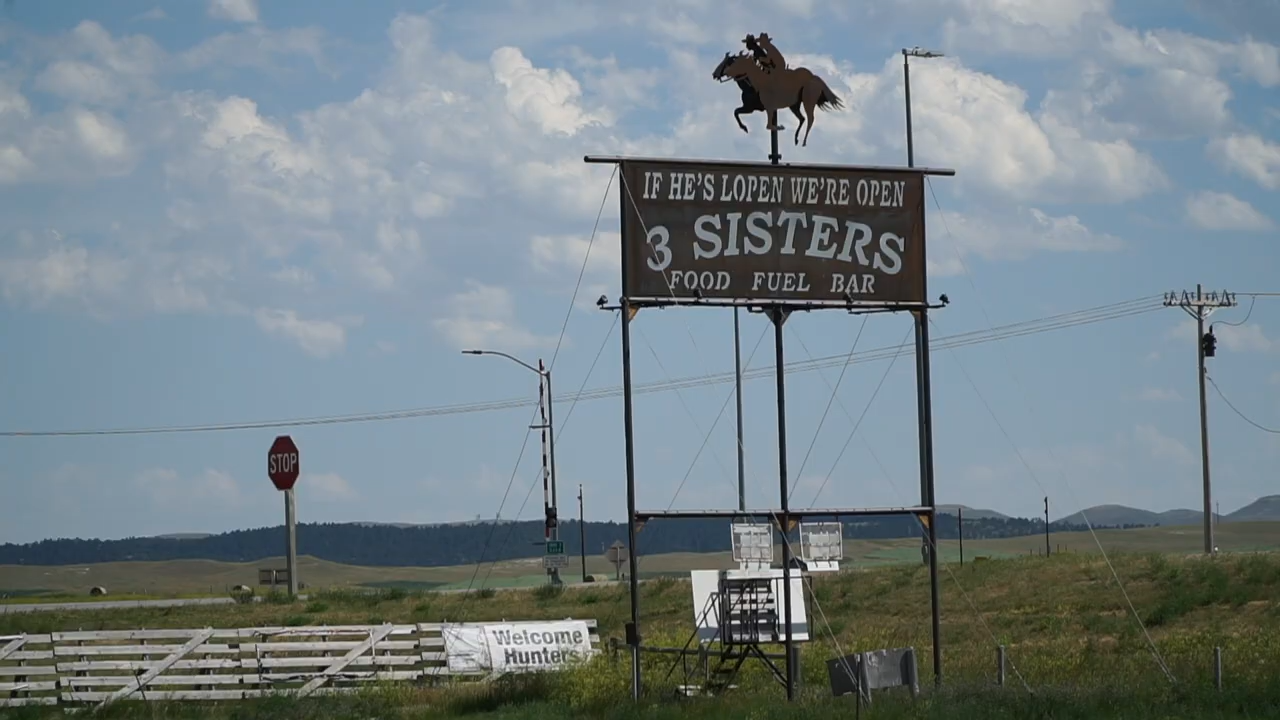 IF HE'S LOPEN WE'RE OPEN
3 SISTERS
FOOD FUEL BAR
STOP
Welcome
Hunters